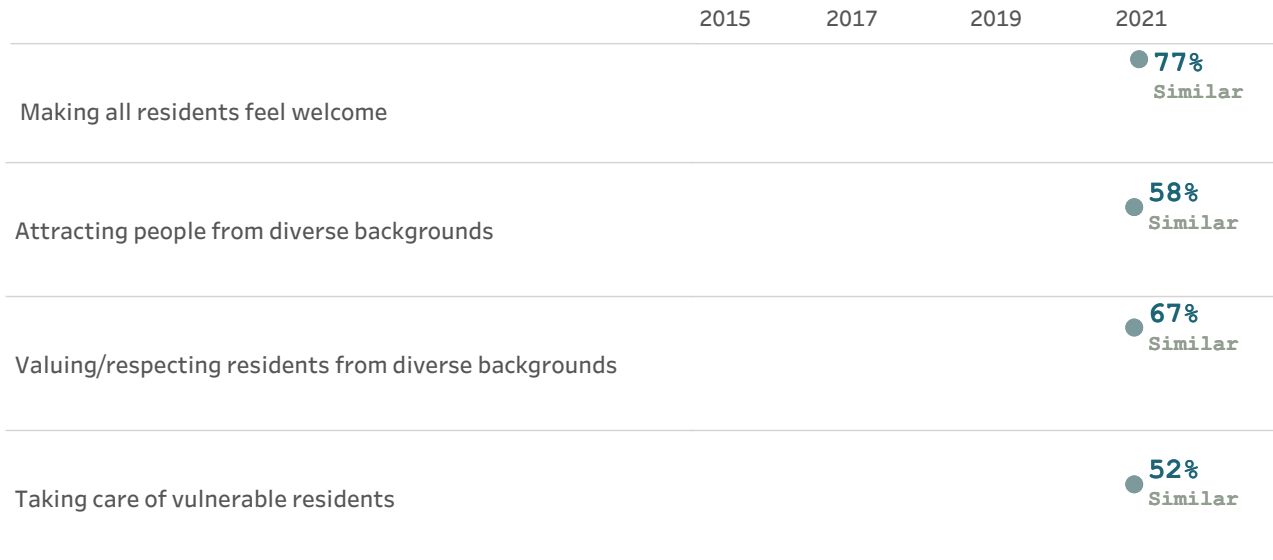 2015 2017 2019 2021
77%
Similar
Making all residents feel welcome
58%
Similar
Attracting people from diverse backgrounds
67%
Similar
Valuing/respecting residents from diverse backgrounds
52%
Similar
Taking care of vulnerable residents